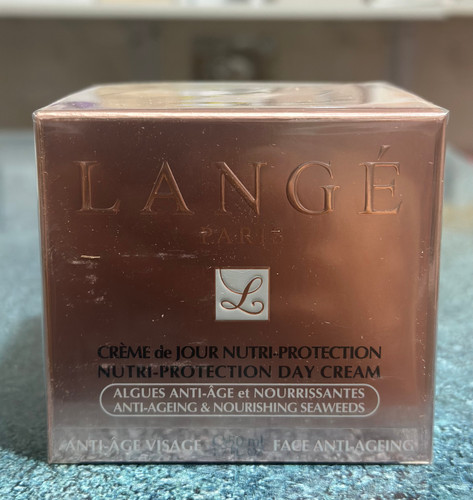 LANGÉ
PARIS
L
CRÈME de JOUR NUTRI-PROTECTION
NUTRI-PROTECTION DAY CREAM
ALGUES ANTI-ÂGE et NOURRISSANTES
ANTI-AGEING & NOURISHING SEAWEEDS
ANTI-ÂGE VISAGE FACE ANTI-AGEING